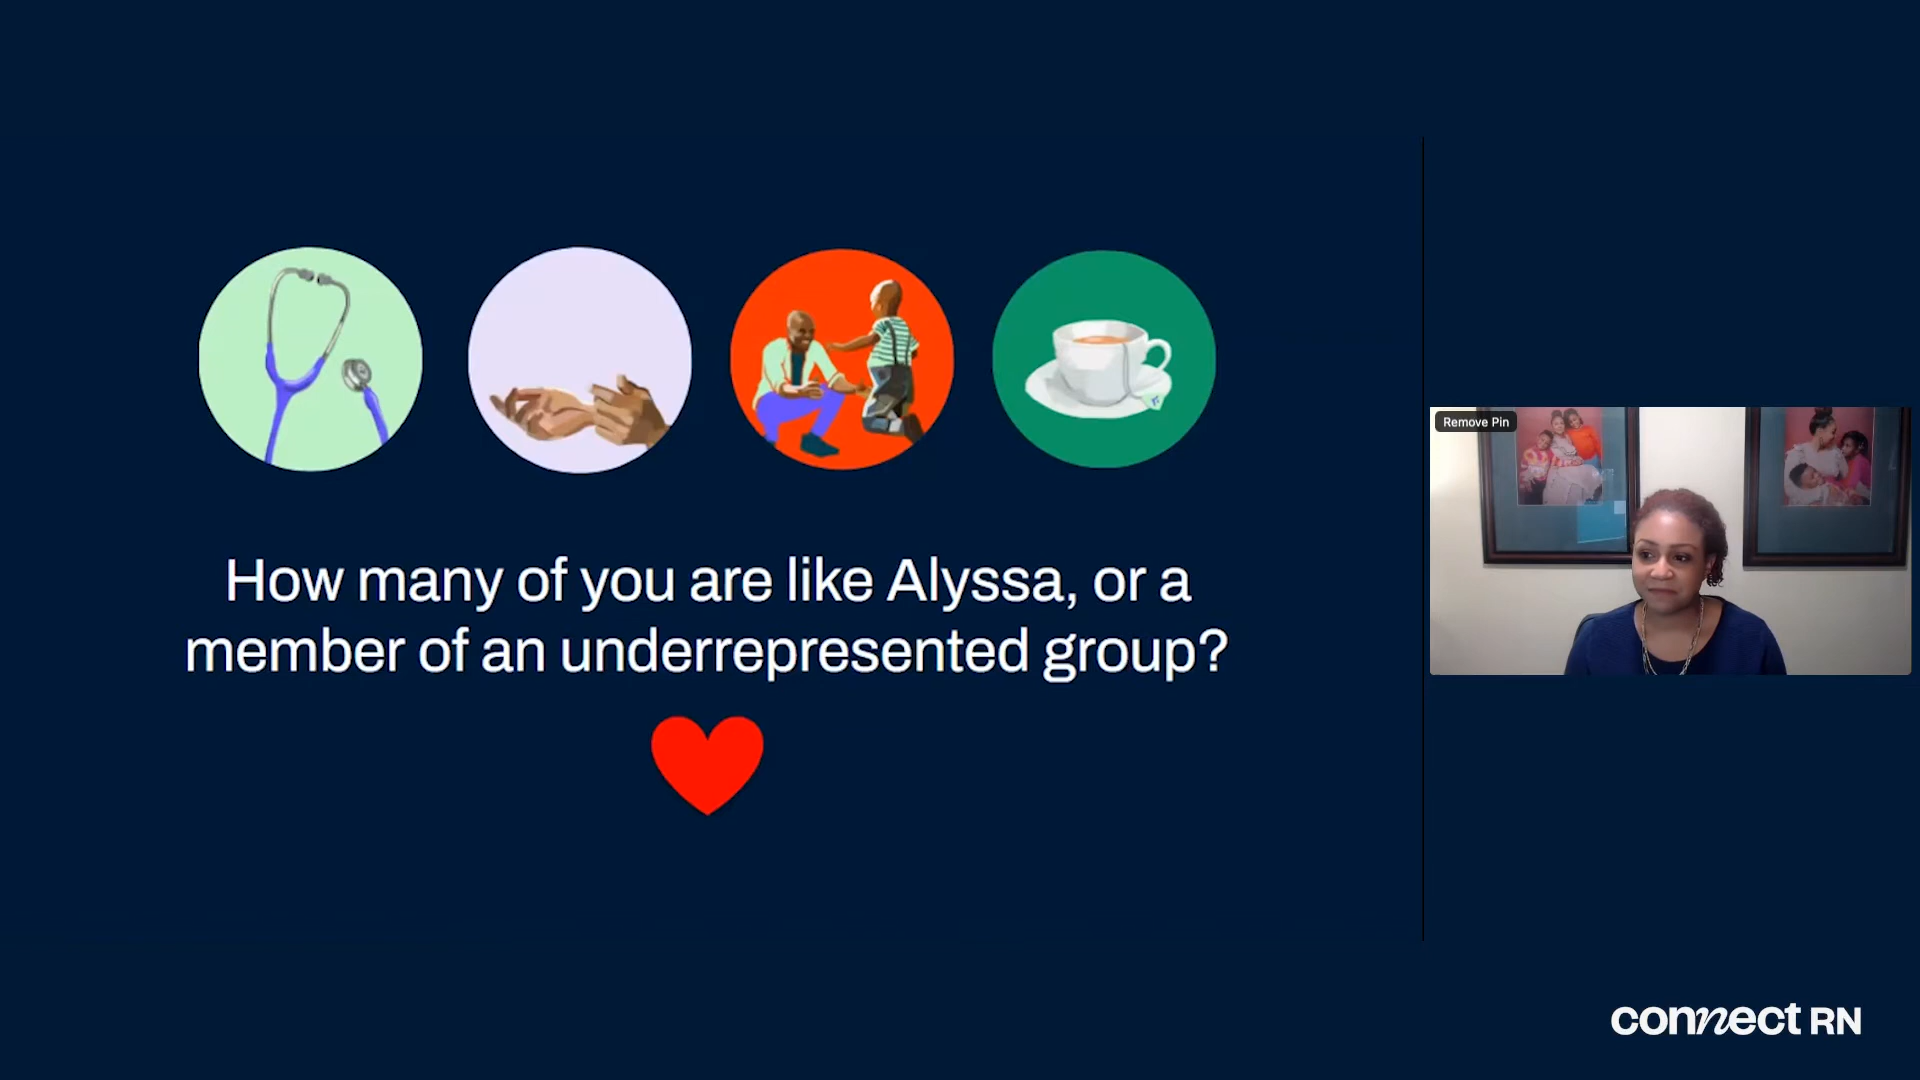 How many of you are like Alyssa, or a
member of an underrepresented group?
Remove Pin
connect RN